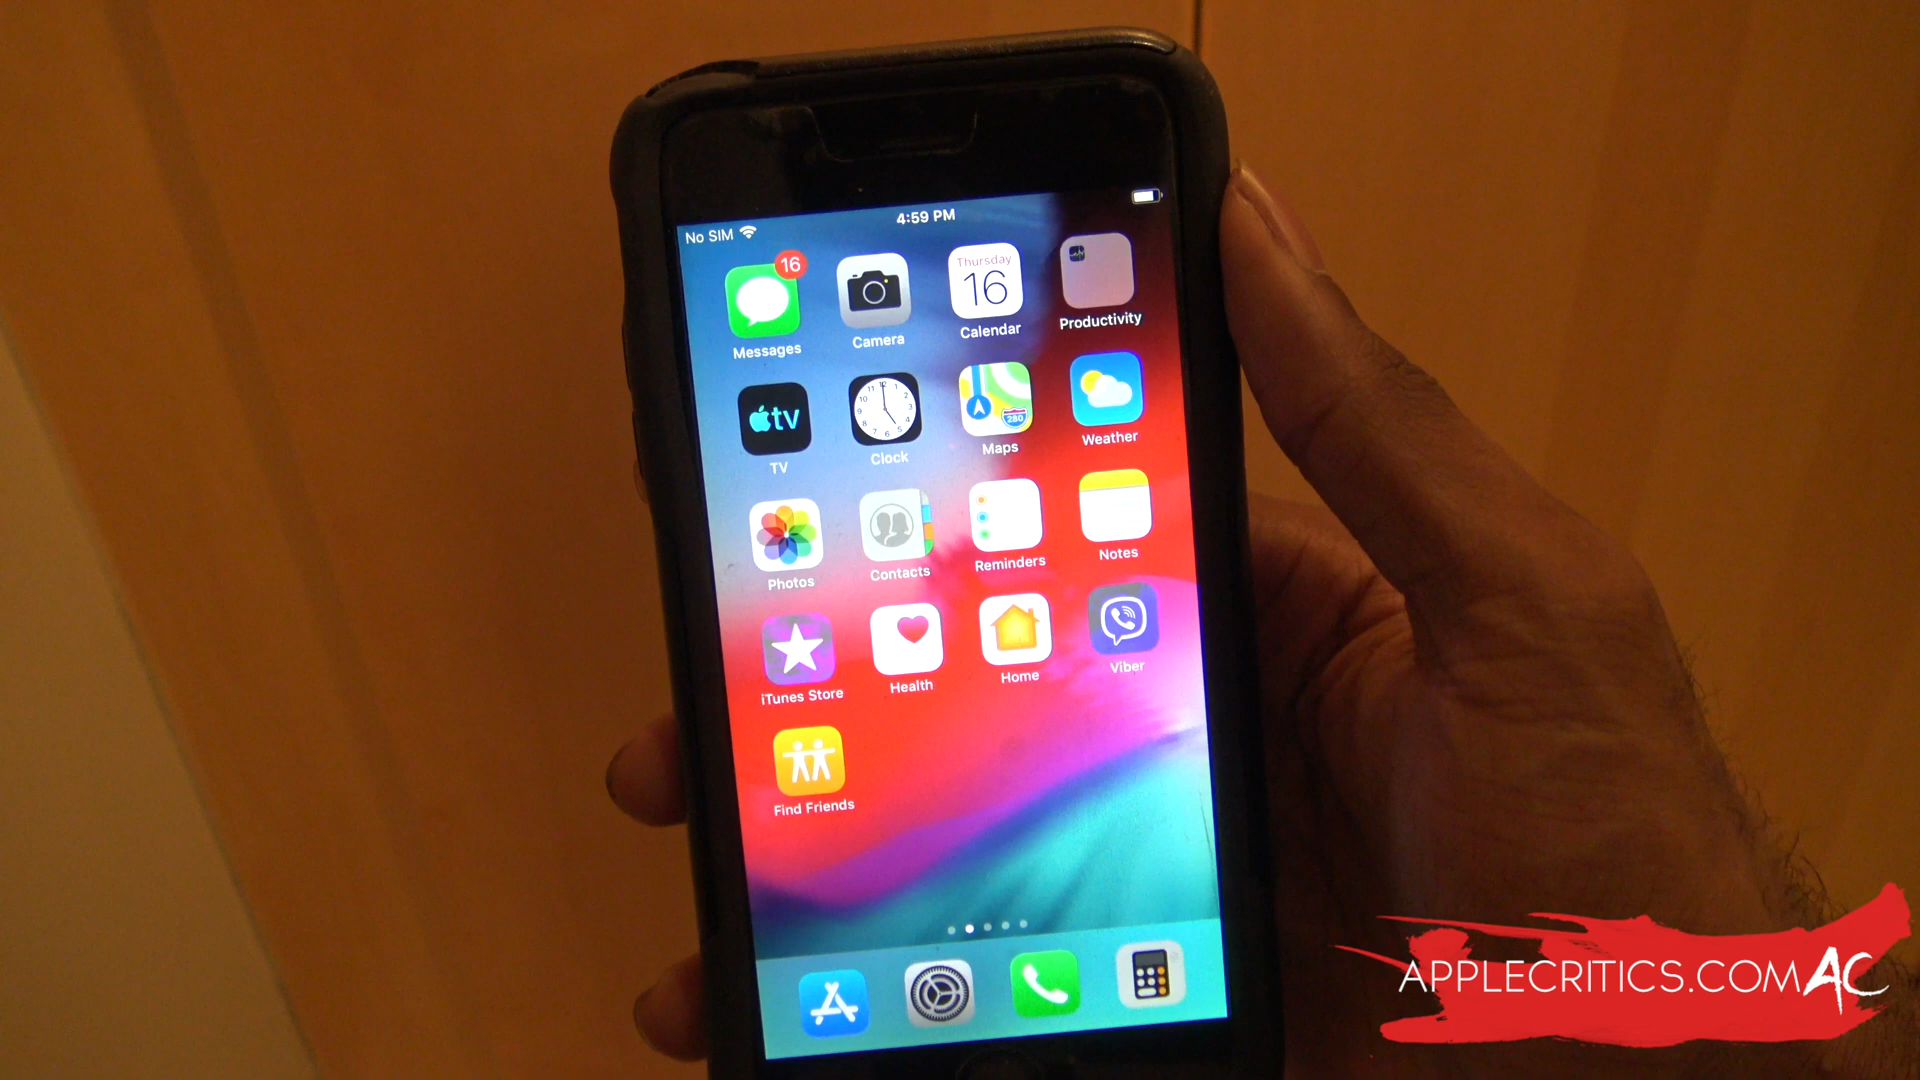 No SIM
4:59 PM
16
Thursday
16
Messages
Camera
Calendar
Productivity
tv
TV
Clock
280
Maps
Weather
Photos
Contacts
Reminders
Notes
iTunes Store
Health
Home
Viber
Find Friends
APPLECRITICS.COM AC